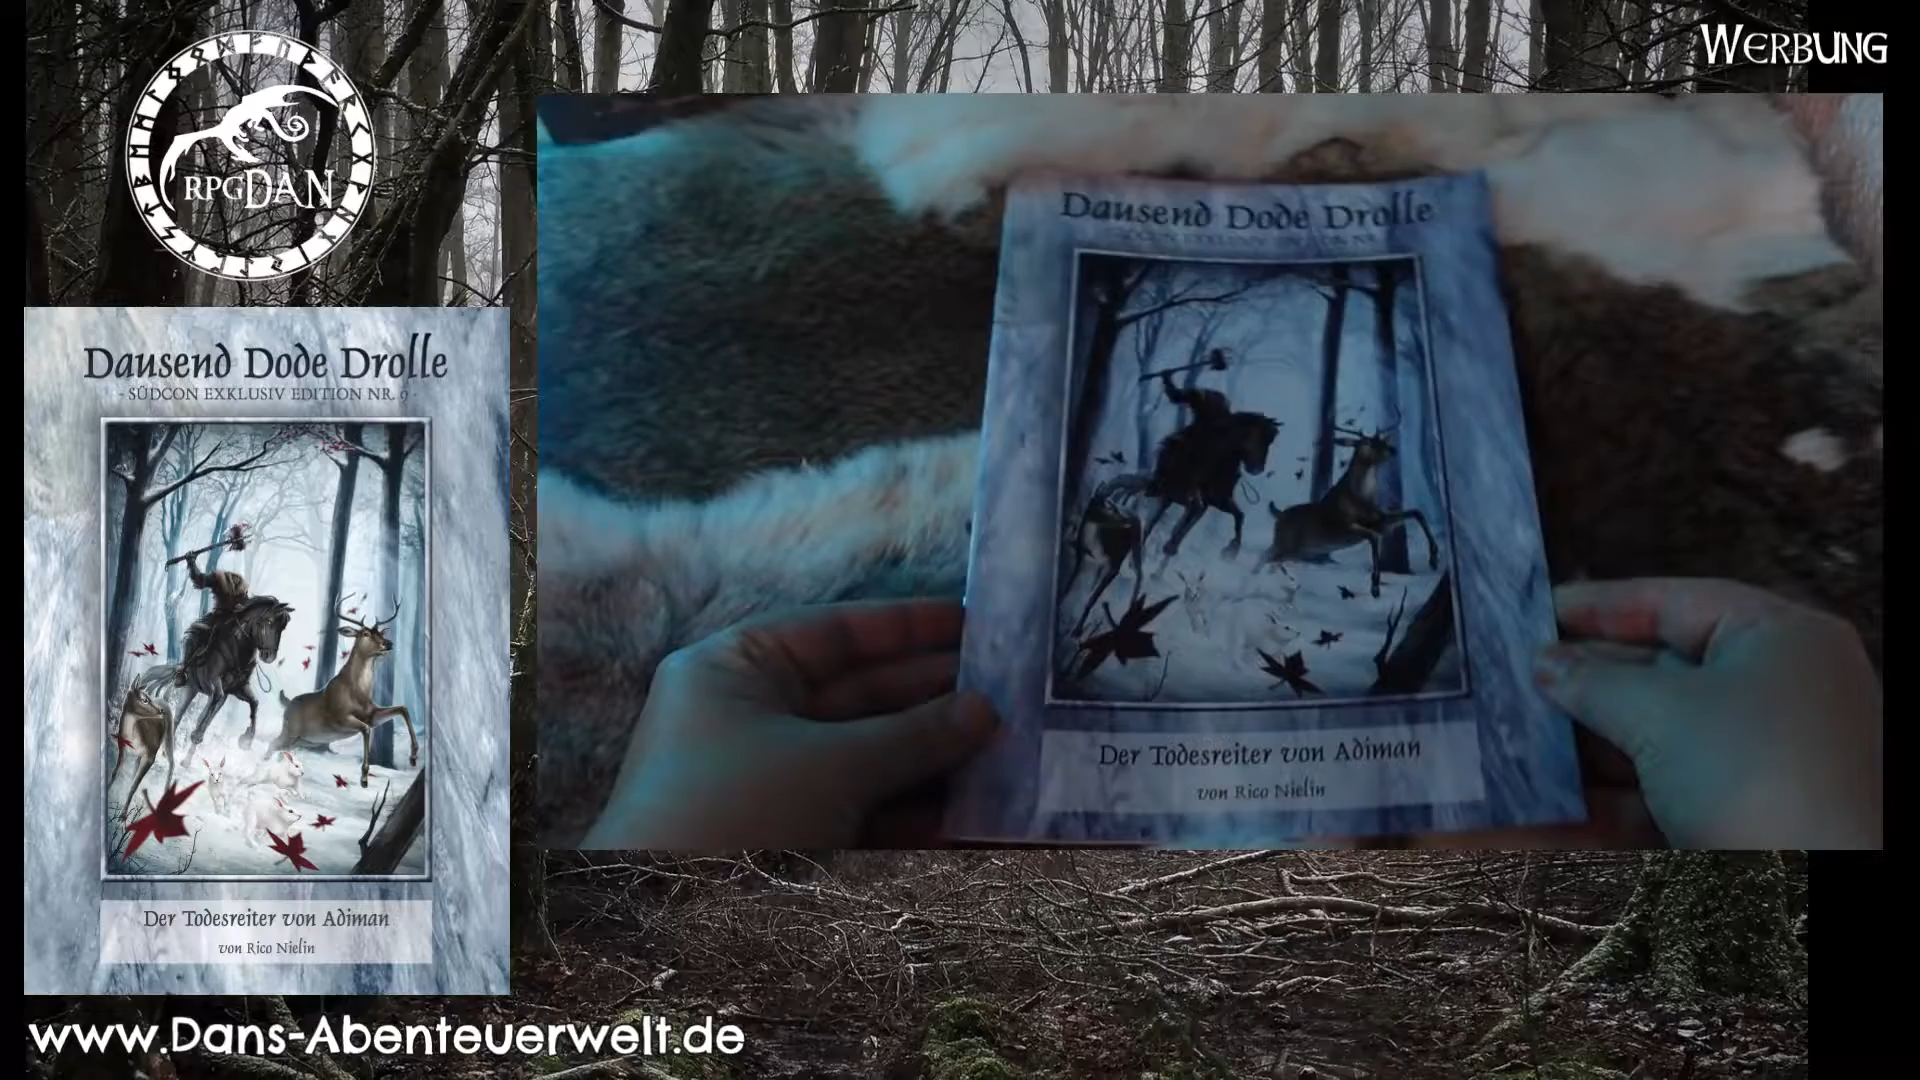 WERBUNG
RPGDAN
Dausend Dode Drolle
- SÜDCON EXKLUSIV EDITION NR. 9 -
Der Todesreiter von Adiman
von Rico Nielin
Dausend Dode Drolle
Der Todesreiter von Adiman
von Rico Nielin
www.Dans-Abenteuerwelt.de